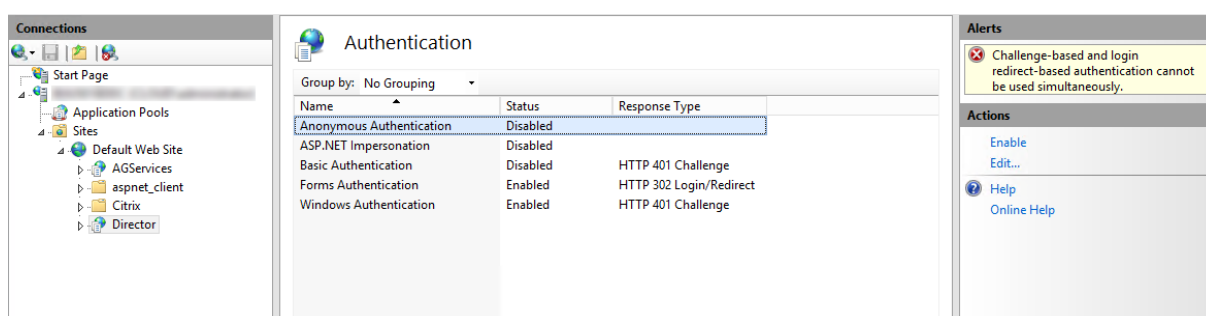 Connections
Start Page
Application Pools
Sites
Default Web Site
AGServices
aspnet_client
Citrix
Director
Authentication
Group by: No Grouping
Name Status Response Type
Anonymous Authentication Disabled
ASP.NET Impersonation Disabled
Basic Authentication Disabled HTTP 401 Challenge
Forms Authentication Enabled HTTP 302 Login/Redirect
Windows Authentication Enabled HTTP 401 Challenge
Alerts
Challenge-based and login
redirect-based authentication cannot
be used simultaneously.
Actions
Enable
Edit...
Help
Online Help